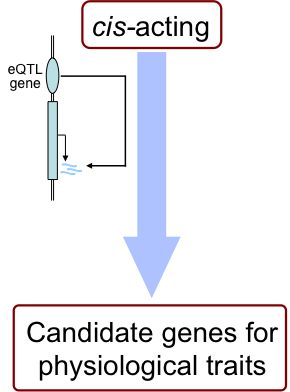 cis-acting
eQTL
gene
Candidate genes for
physiological traits